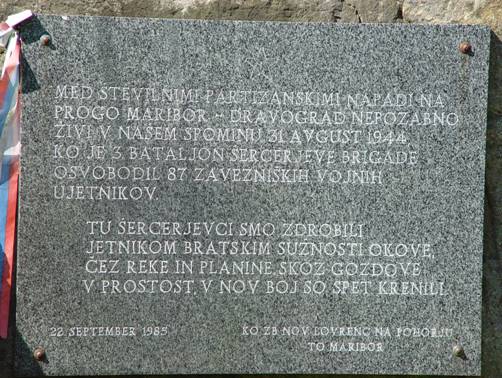 MED ŠTEVILNIMI PARTIZANSKIMI NAPADI NA
PROGO MARIBOR - DRAVOGRAD NEPOZABNO
ŽIVI V NAŠEM SPOMINU 31. AVGUST 1944,
KO JE 3. BATALJON ŠERCERJEVE BRIGADE
OSVOBODIL 87 ZAVEZNIŠKIH VOJNIH
UJETNIKOV.
TU ŠERCERJEVCI SMO ZDROBILI
JETNIKOM BRATSKIM SUŽNOSTI OKOVE,
ČEZ REKE IN PLANINE, SKOZ GOZDOVE
V PROSTOST, V NOV BOJ SO SPET KRENILI.
22. SEPTEMBER 1985
KO ZB NOV LOVRENC NA POHORJU
TO MARIBOR